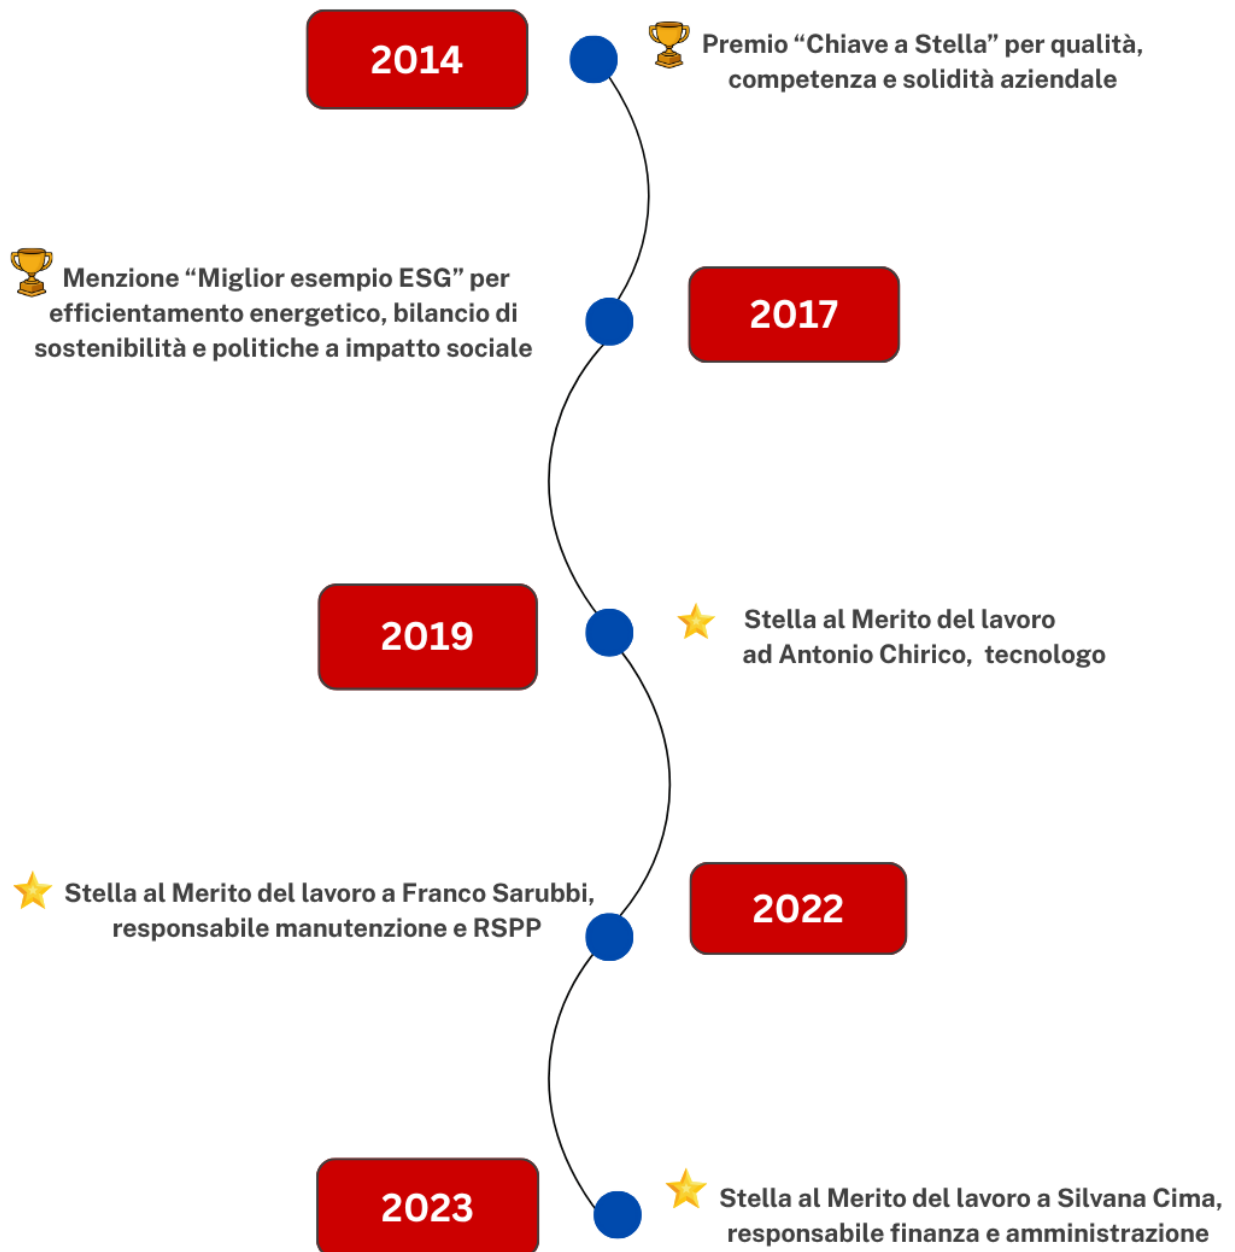 2014
Premio “Chiave a Stella” per qualità,
competenza e solidità aziendale
Menzione “Miglior esempio ESG” per
efficientamento energetico, bilancio di
sostenibilità e politiche a impatto sociale
2017
2019
Stella al Merito del lavoro
ad Antonio Chirico, tecnologo
Stella al Merito del lavoro a Franco Sarubbi,
responsabile manutenzione e RSPP
2022
2023
Stella al Merito del lavoro a Silvana Cima,
responsabile finanza e amministrazione